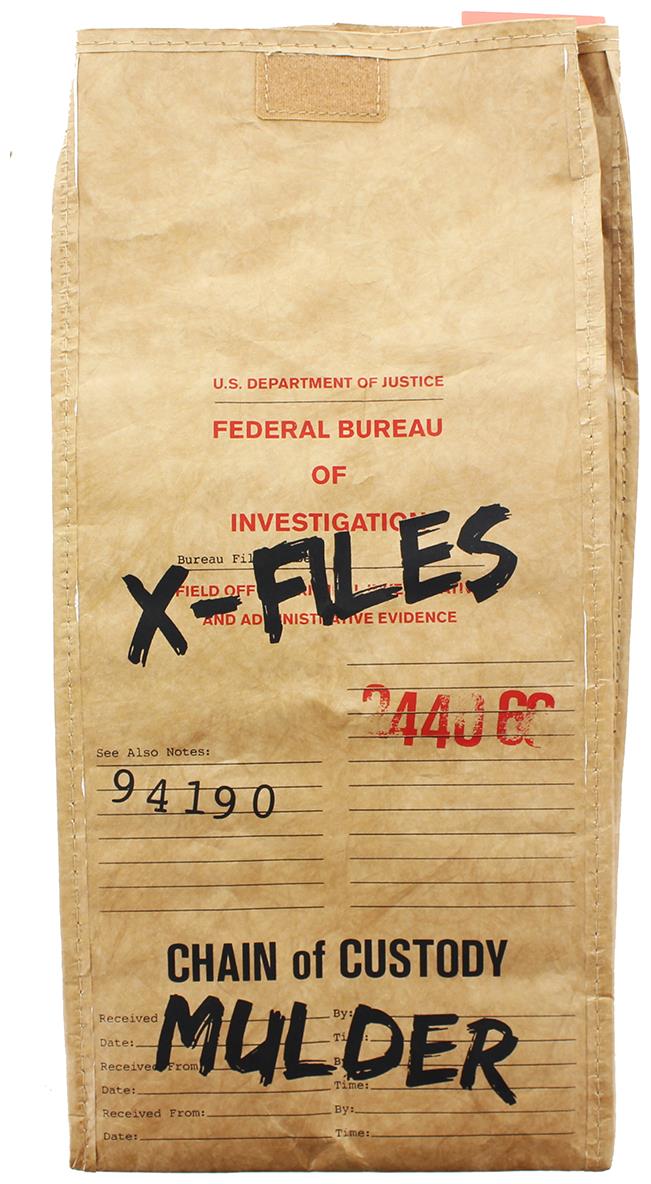 U.S. DEPARTMENT OF JUSTICE
FEDERAL BUREAU
OF
INVESTIGATION
Bureau
X-FILES
FIELD
AND ADMINISTRATIVE EVIDENCE
See Also Notes:
94190
CHAIN of CUSTODY
MULDER
Received By:
Date: Time:
Received From By:
Date: Time:
Received From: By:
Date: Time: